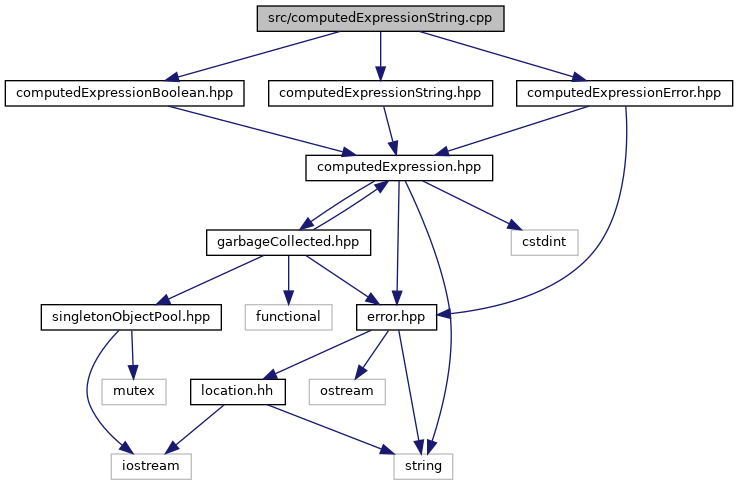 src/computedExpressionString.cpp
computedExpressionBoolean.hpp
computedExpressionString.hpp
computedExpressionError.hpp
computedExpression.hpp
garbageCollected.hpp
cstdint
singletonObjectPool.hpp
functional
error.hpp
mutex
location.hh
ostream
iostream
string